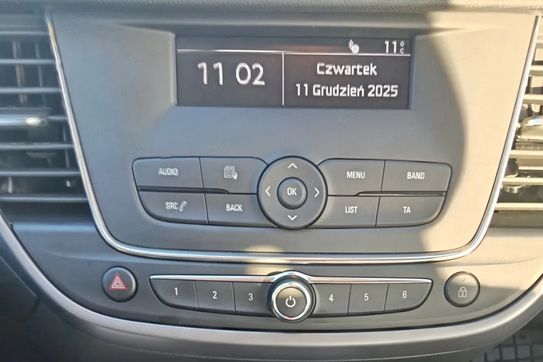 11°C
11 02
Czwartek
11 Grudzień 2025
AUDIO
MENU
BAND
OK
SRC
BACK
LIST
TA
1 2 3 4 5 6